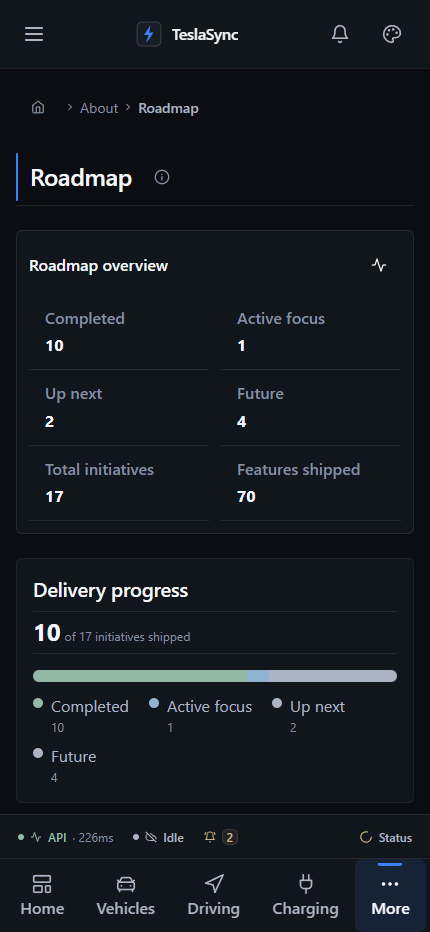 TeslaSync
About
Roadmap
Roadmap
Roadmap overview
Completed
Active focus
10
1
Up next
Future
2
4
Total initiatives
Features shipped
17
70
Delivery progress
10 of 17 initiatives shipped
Completed
10
Active focus
1
Up next
2
Future
4
API · 226ms
Idle
2
Status
Home
Vehicles
Driving
Charging
More